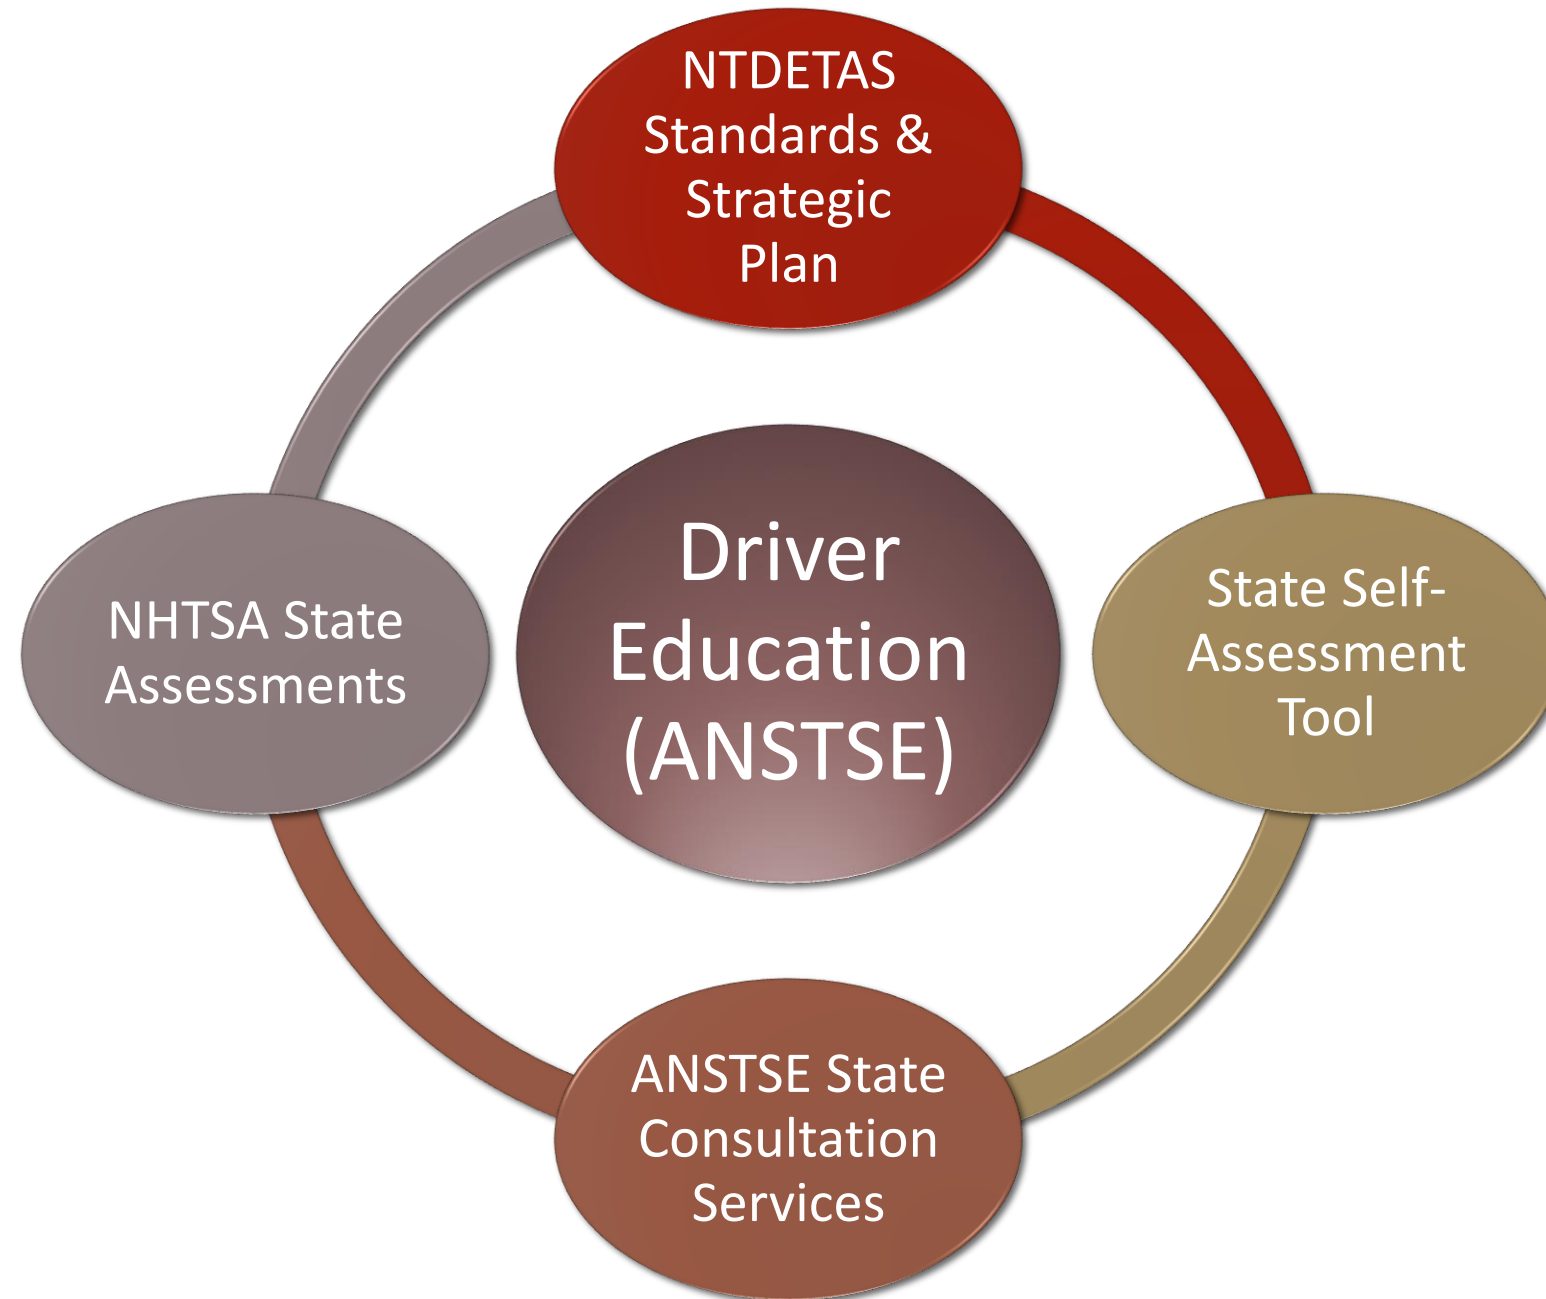 NTDETAS
Standards &
Strategic
Plan
NHTSA State
Assessments
Driver
Education
(ANSTSE)
State Self-
Assessment
Tool
ANSTSE State
Consultation
Services